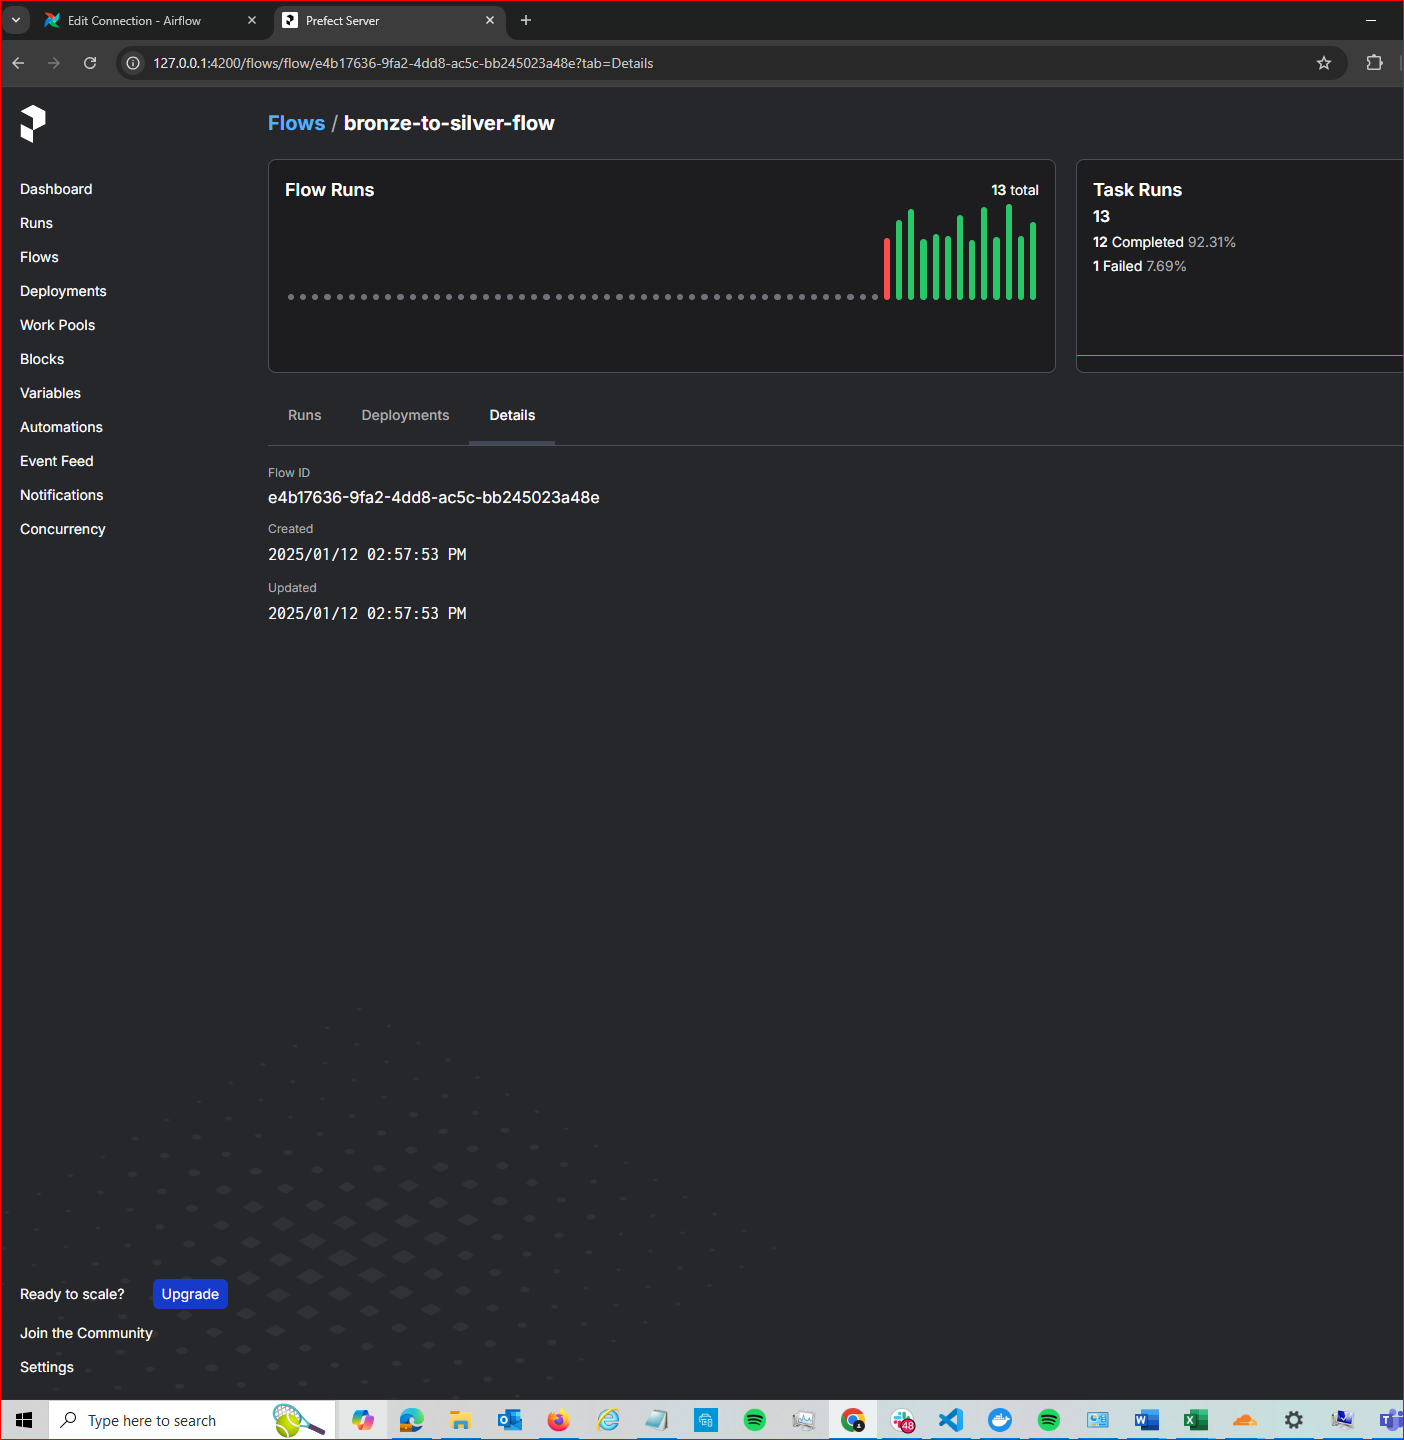 Edit Connection - Airflow
Prefect Server
127.0.0.1:4200/flows/flow/e4b17636-9fa2-4dd8-ac5c-bb245023a48e?tab=Details
Flows / bronze-to-silver-flow
Flow Runs
13 total
Task Runs
13
12 Completed 92.31%
1 Failed 7.69%
Dashboard
Runs
Flows
Deployments
Work Pools
Blocks
Variables
Automations
Event Feed
Notifications
Concurrency
Runs
Deployments
Details
Flow ID
e4b17636-9fa2-4dd8-ac5c-bb245023a48e
Created
2025/01/12 02:57:53 PM
Updated
2025/01/12 02:57:53 PM
Ready to scale?
Upgrade
Join the Community
Settings
Type here to search
48